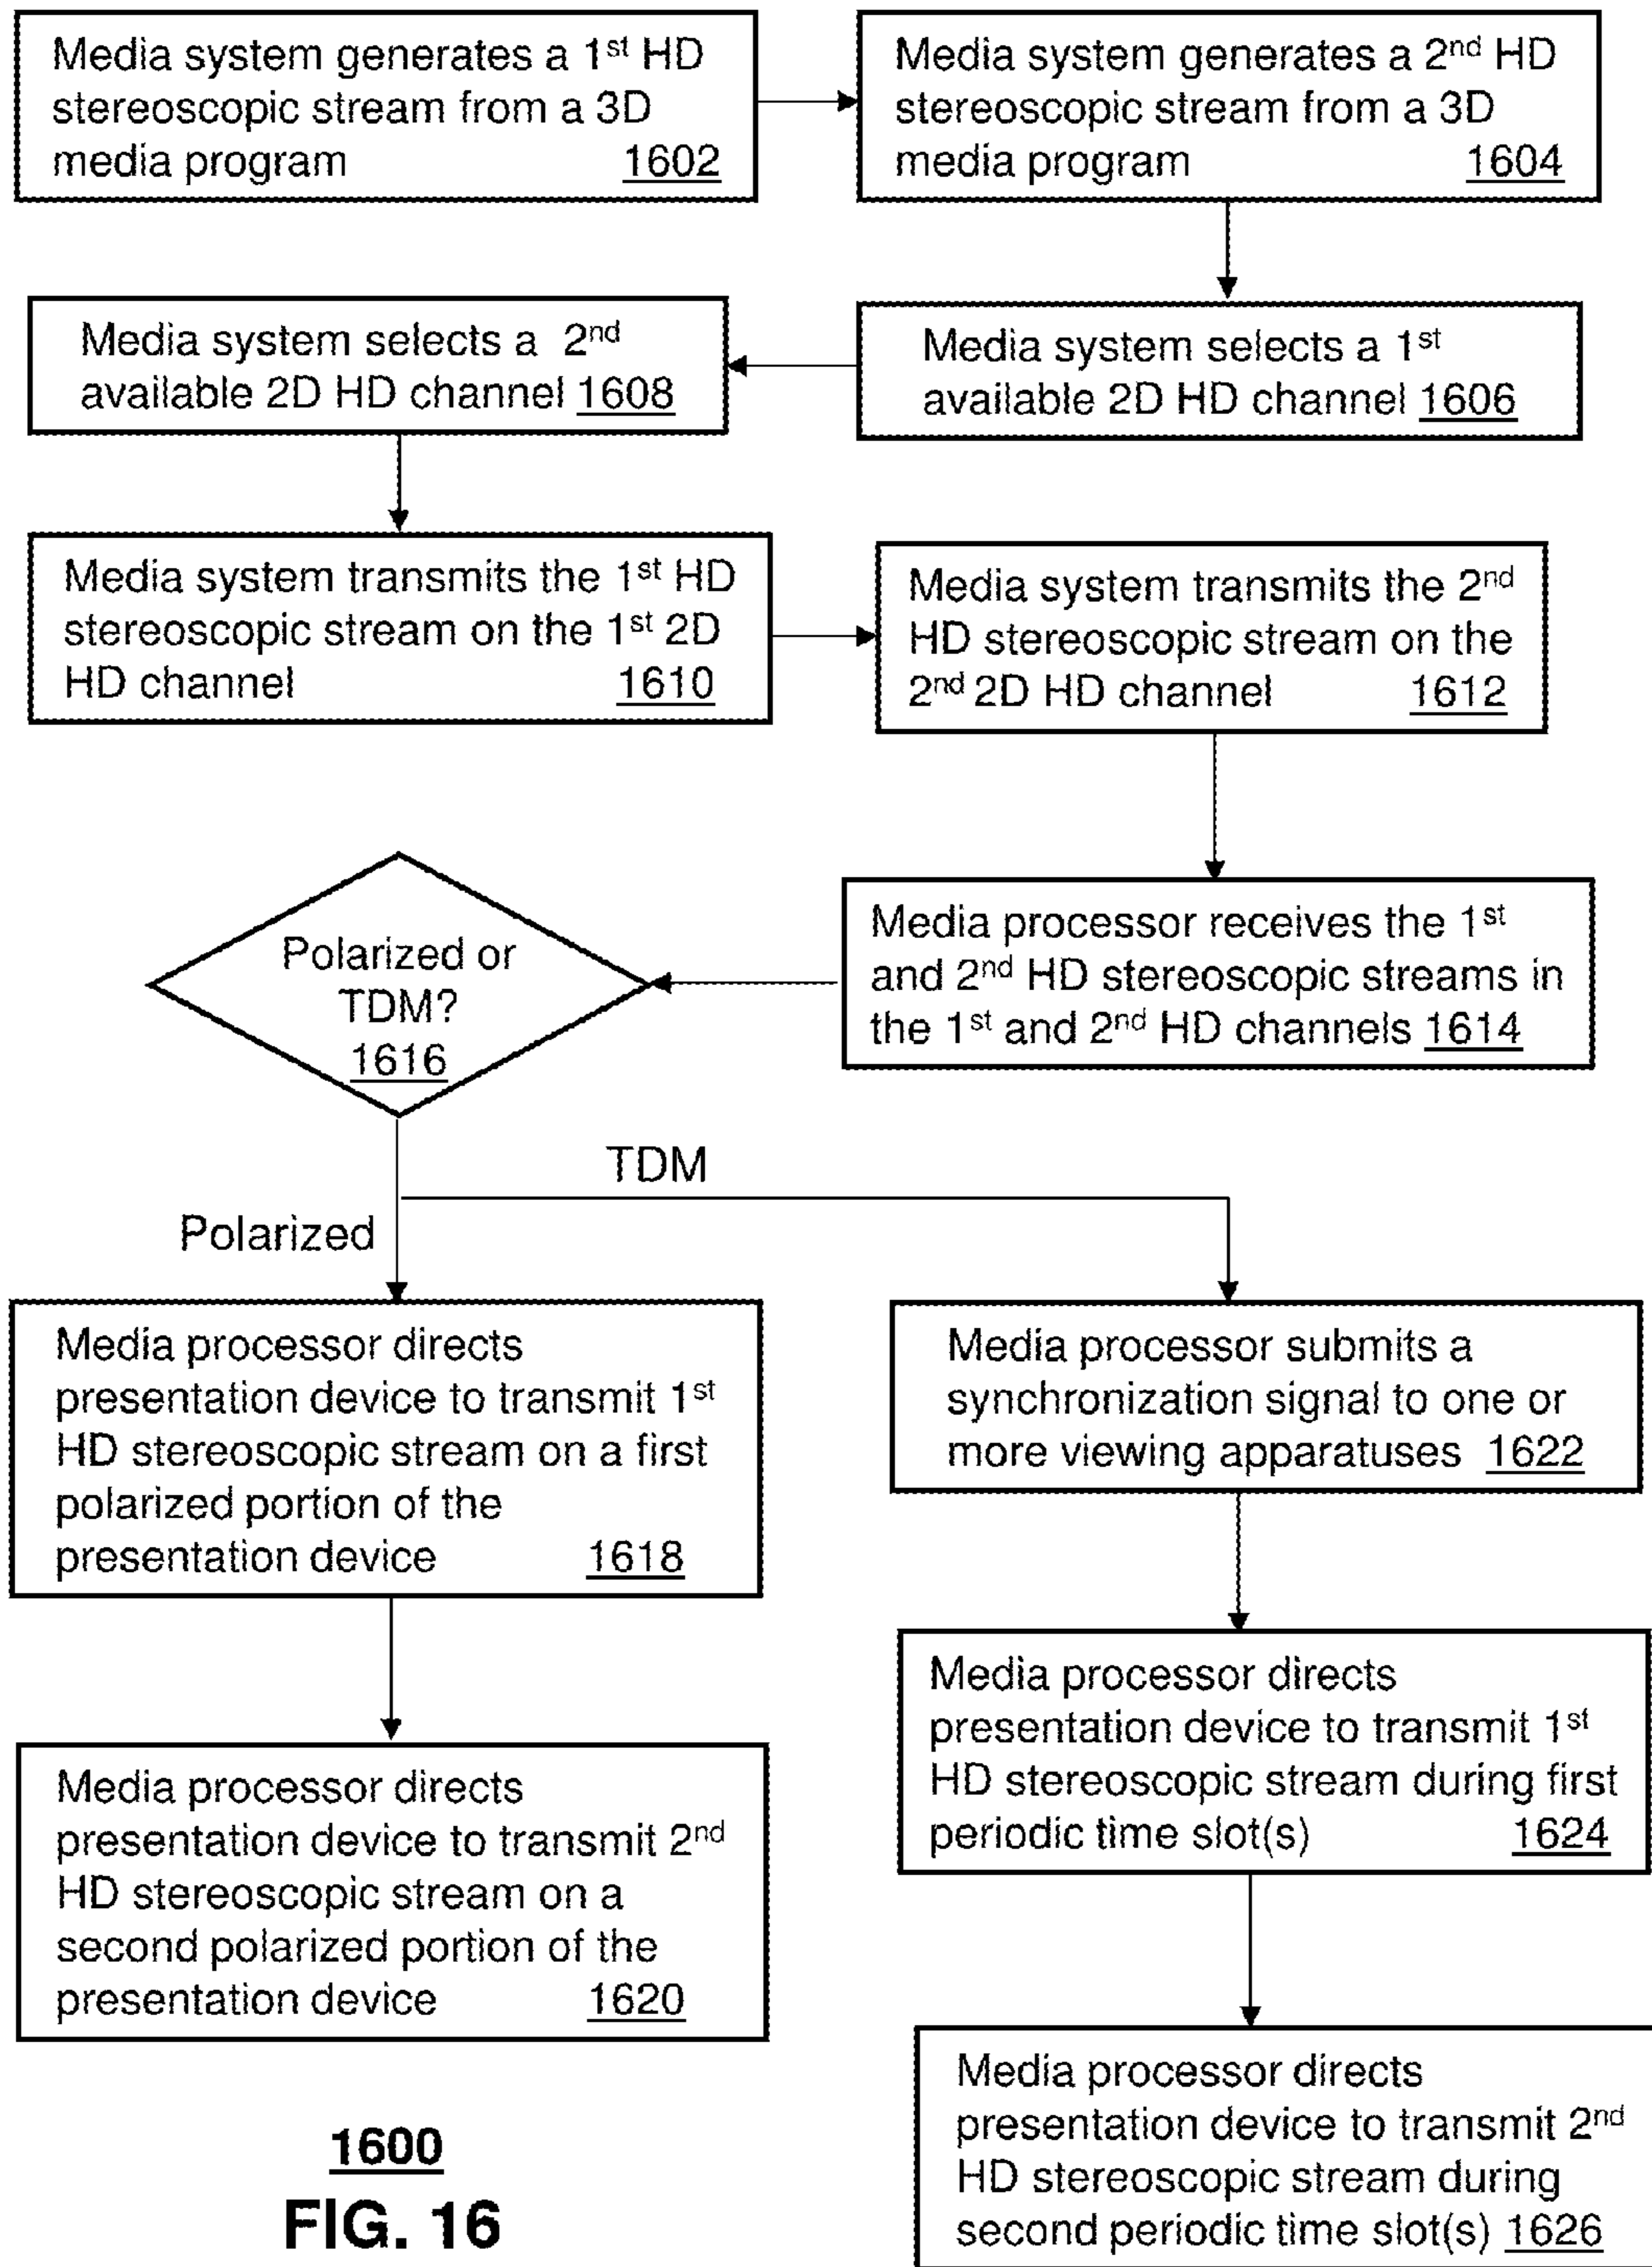 Media system generates a 1st HD
stereoscopic stream from a 3D
media program 1602
Media system generates a 2nd HD
stereoscopic stream from a 3D
media program 1604
Media system selects a 1st
available 2D HD channel 1606
Media system selects a 2nd
available 2D HD channel 1608
Media system transmits the 1st HD
stereoscopic stream on the 1st 2D
HD channel 1610
Media system transmits the 2nd
HD stereoscopic stream on the
2nd 2D HD channel 1612
Media processor receives the 1st
and 2nd HD stereoscopic streams in
the 1st and 2nd HD channels 1614
Polarized or
TDM?
1616
TDM
Polarized
Media processor directs
presentation device to transmit 1st
HD stereoscopic stream on a first
polarized portion of the
presentation device 1618
Media processor directs
presentation device to transmit 2nd
HD stereoscopic stream on a
second polarized portion of the
presentation device 1620
Media processor submits a
synchronization signal to one or
more viewing apparatuses 1622
Media processor directs
presentation device to transmit 1st
HD stereoscopic stream during first
periodic time slot(s) 1624
Media processor directs
presentation device to transmit 2nd
HD stereoscopic stream during
second periodic time slot(s) 1626
1600
FIG. 16